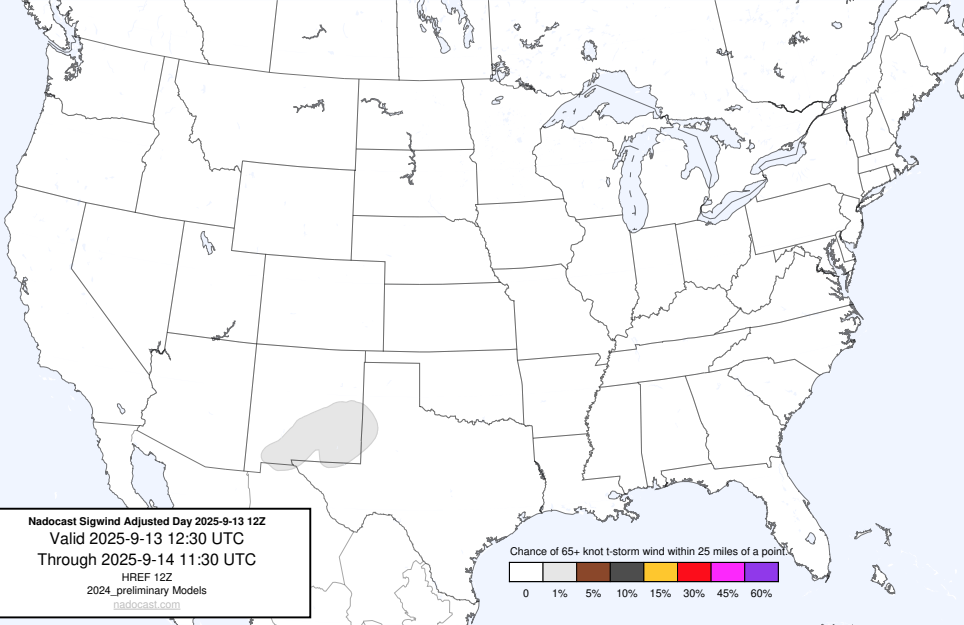 Nadocast Sigwind Adjusted Day 2025-9-13 12Z
Valid 2025-9-13 12:30 UTC
Through 2025-9-14 11:30 UTC
HREF 12Z
2024_preliminary Models
nadocast.com
Chance of 65+ knot t-storm wind within 25 miles of a point.
0 1% 5% 10% 15% 30% 45% 60%